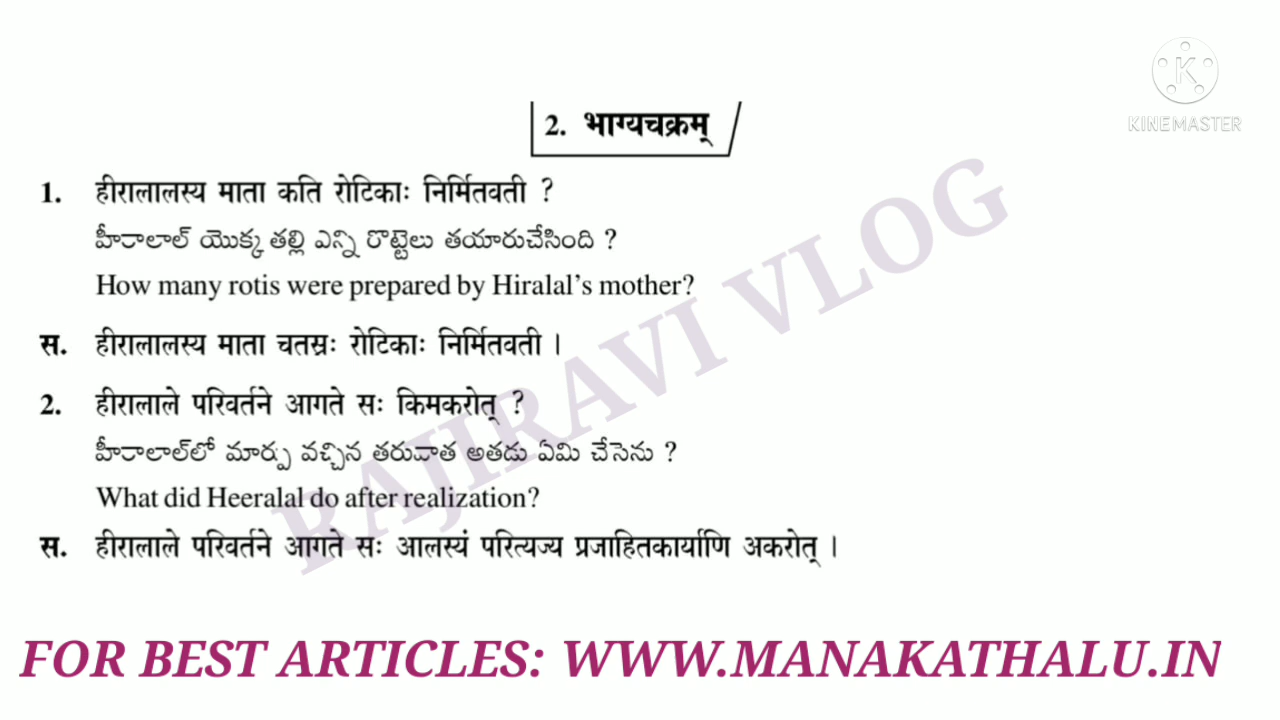 KINEMASTER
2. भाग्यचक्रम्
1. हीरालालस्य माता कति रोटिकाः निर्मितवती ?
హీరాలాల్ యొక్క తల్లి ఎన్ని రొట్టెలు తయారుచేసింది ?
How many rotis were prepared by Hiralal's mother?
स. हीरालालस्य माता चतस्रः रोटिकाः निर्मितवती ।
2. हीरालाले परिवर्तने आगते सः किमकरोत् ?
హీరాలాల్‌లో మార్పు వచ్చిన తరువాత అతడు ఏమి చేసెను ?
What did Heeralal do after realization?
स. हीरालाले परिवर्तने आगते सः आलस्यं परित्यज्य प्रजाहितकार्याणि अकरोत् ।
RAJIRAVI VLOG
FOR BEST ARTICLES: WWW.MANAKATHALU.IN